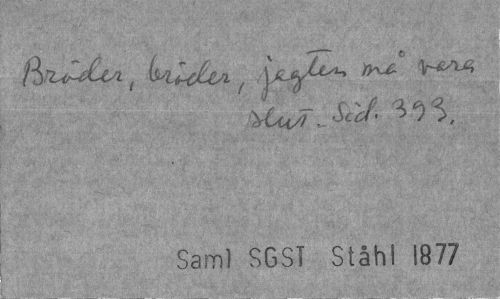 Bröder, bröder, jagten må vara
slut. Sid. 393.
Saml SGST Ståhl 1877